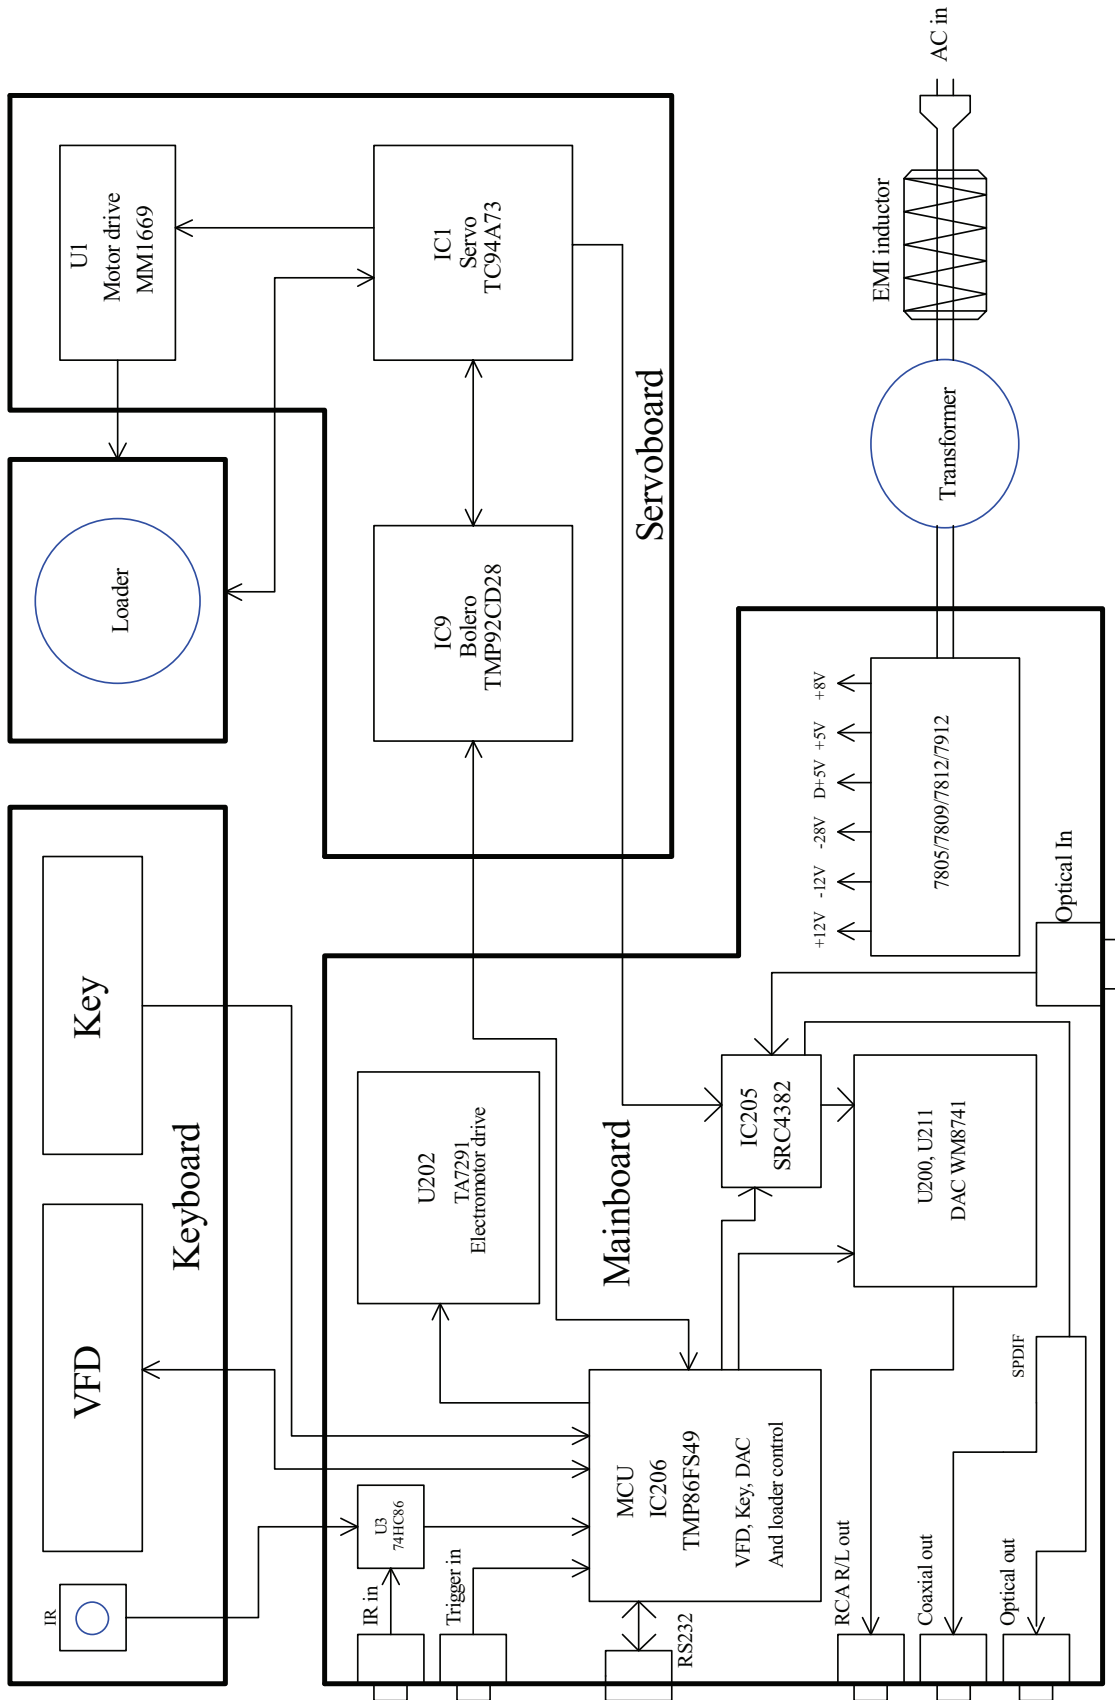 IR
VFD
Key
Keyboard
Loader
U1
Motor drive
MM1669
IC1
Servo
TC94A73
IC9
Bolero
TMP92CD28
Servoboard
IR in
U3
74HC86
Trigger in
U202
TA7291
Electromotor drive
Mainboard
MCU
IC206
TMP86FS49
VFD, Key, DAC
And loader control
RS232
IC205
SRC4382
U200, U211
DAC WM8741
RCA R/L out
Coaxial out
Optical out
SPDIF
Optical In
+12V
-12V
-28V
D+5V
+5V
+8V
7805/7809/7812/7912
Transformer
EMI inductor
AC in